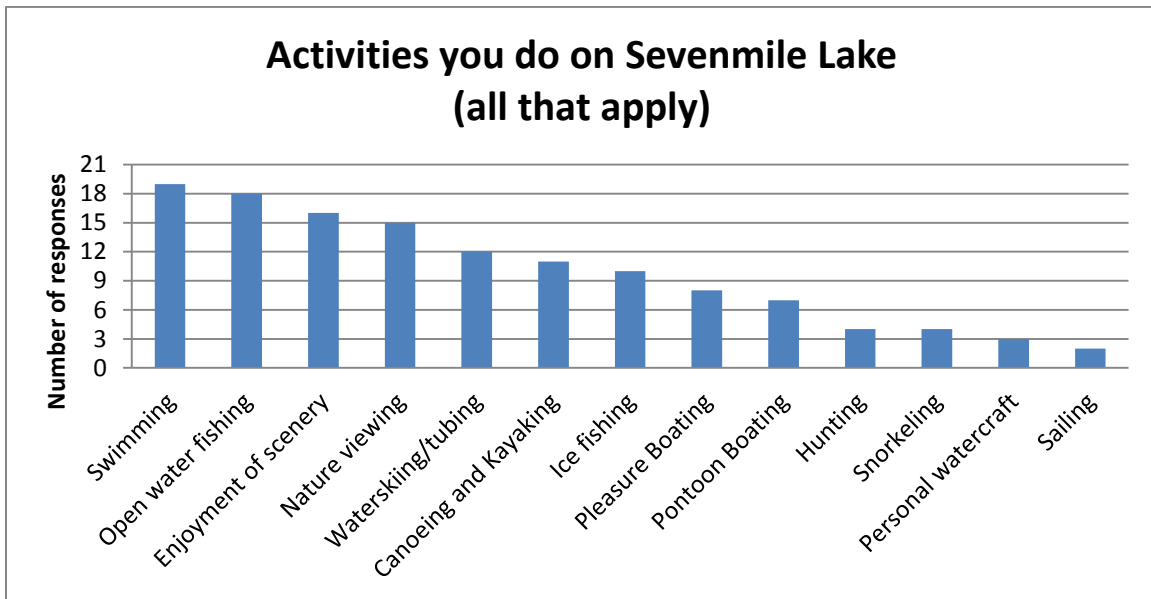 Activities you do on Sevenmile Lake
(all that apply)
Number of responses
21
18
15
12
9
6
3
0
Swimming
Open water fishing
Enjoyment of scenery
Nature viewing
Waterskiing/tubing
Canoeing and Kayaking
Ice fishing
Pleasure Boating
Pontoon Boating
Hunting
Snorkeling
Personal watercraft
Sailing